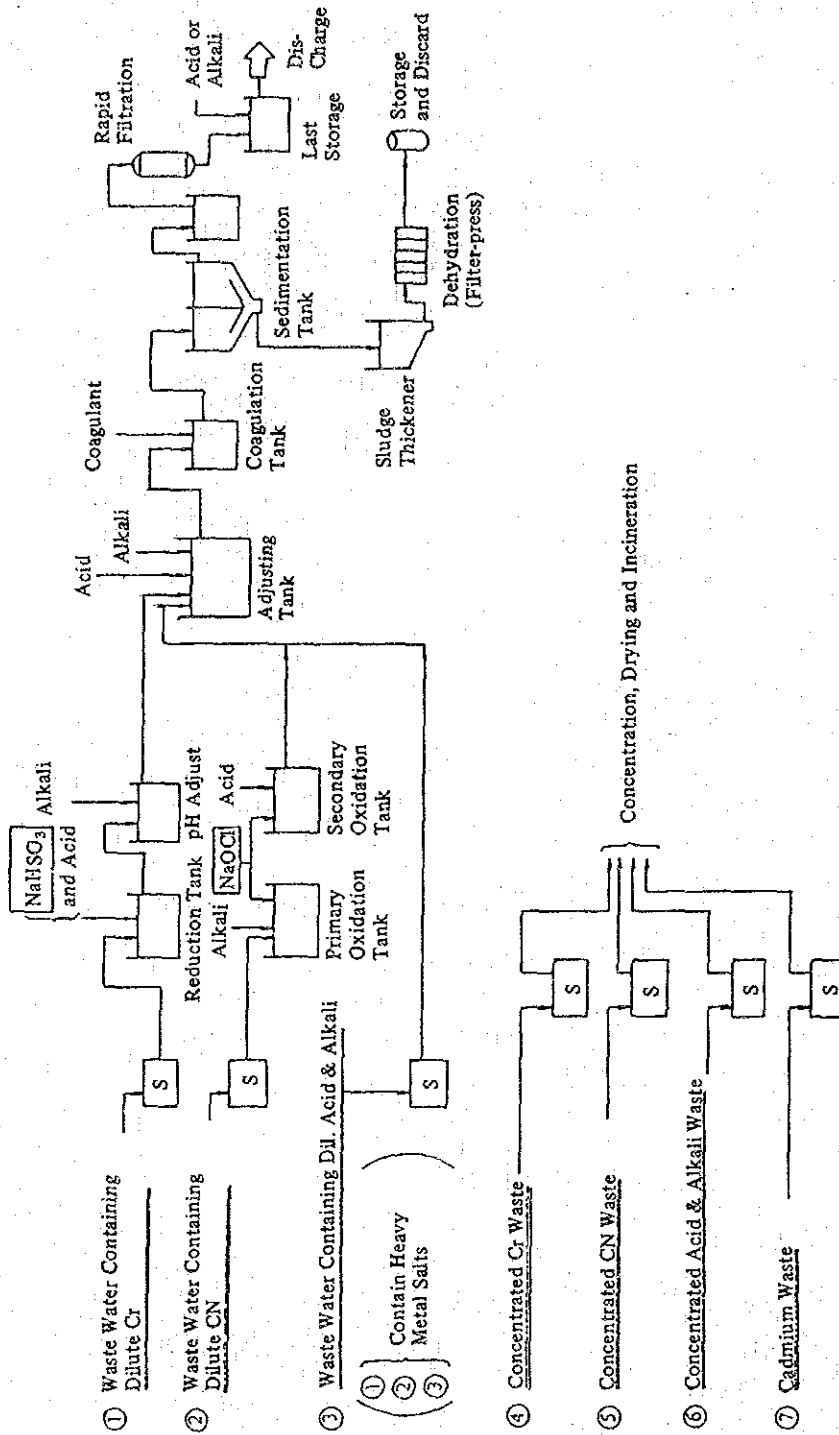 ① Waste Water Containing
Dilute Cr
② Waste Water Containing
Dilute CN
③ Waste Water Containing Dil. Acid & Alkali
① 
② 
③ 
Contain Heavy
Metal Salts
④ Concentrated Cr Waste
⑤ Concentrated CN Waste
⑥ Concentrated Acid & Alkali Waste
⑦ Cadmium Waste
S
S
S
S
S
S
S
NaHSO3
and Acid
Alkali
Reduction Tank
pH Adjust
Alkali
NaOCl
Acid
Primary
Oxidation
Tank
Secondary
Oxidation
Tank
Acid
Alkali
Adjusting
Tank
Coagulant
Coagulation
Tank
Sedimentation
Tank
Rapid
Filtration
Acid or
Alkali
Last
Storage
Dis-
Charge
Sludge
Thickener
Dehydration
(Filter-press)
Storage
and Discard
Concentration, Drying and Incineration